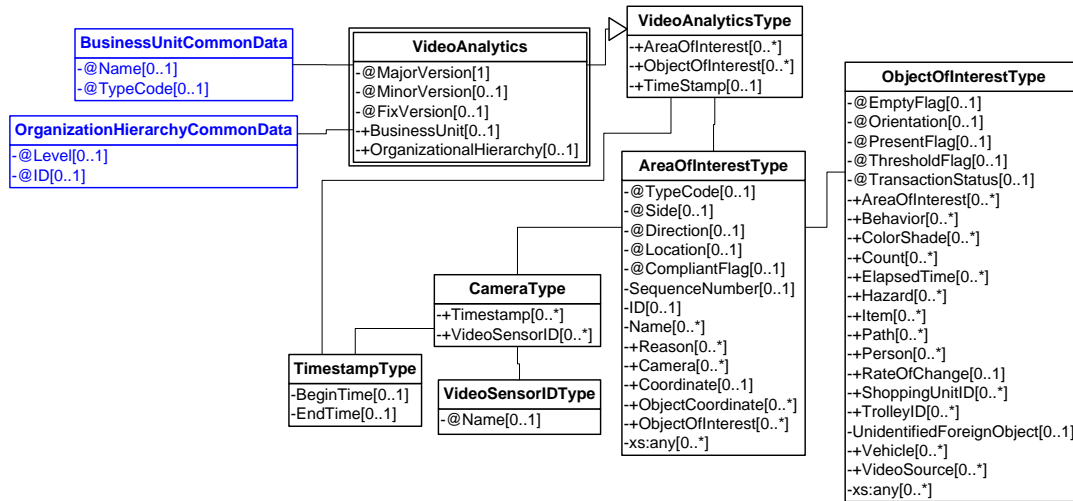 BusinessUnitCommonData
-@Name[0..1]
-@TypeCode[0..1]
OrganizationHierarchyCommonData
-@Level[0..1]
-@ID[0..1]
VideoAnalytics
-@MajorVersion[1]
-@MinorVersion[0..1]
-@FixVersion[0..1]
-+BusinessUnit[0..1]
-+OrganizationalHierarchy[0..1]
VideoAnalyticsType
-+AreaOfInterest[0..*]
-+ObjectOfInterest[0..*]
-+TimeStamp[0..1]
AreaOfInterestType
-@TypeCode[0..1]
-@Side[0..1]
-@Direction[0..1]
-@Location[0..1]
-@CompliantFlag[0..1]
-SequenceNumber[0..1]
-ID[0..1]
-Name[0..*]
-+Reason[0..*]
-+Camera[0..*]
-+Coordinate[0..1]
-+ObjectCoordinate[0..*]
-+ObjectOfInterest[0..*]
-xs:any[0..*]
CameraType
-+Timestamp[0..*]
-+VideoSensorID[0..*]
TimestampType
-BeginTime[0..1]
-EndTime[0..1]
VideoSensorIDType
-@Name[0..1]
ObjectOfInterestType
-@EmptyFlag[0..1]
-@Orientation[0..1]
-@PresentFlag[0..1]
-@ThresholdFlag[0..1]
-@TransactionStatus[0..1]
-+AreaOfInterest[0..*]
-+Behavior[0..*]
-+ColorShade[0..*]
-+Count[0..*]
-+ElapsedTime[0..*]
-+Hazard[0..*]
-+Item[0..*]
-+Path[0..*]
-+Person[0..*]
-+RateOfChange[0..1]
-+ShoppingUnitID[0..*]
-+TrolleyID[0..*]
-UnidentifiedForeignObject[0..1]
-+Vehicle[0..*]
-+VideoSource[0..*]
-xs:any[0..*]